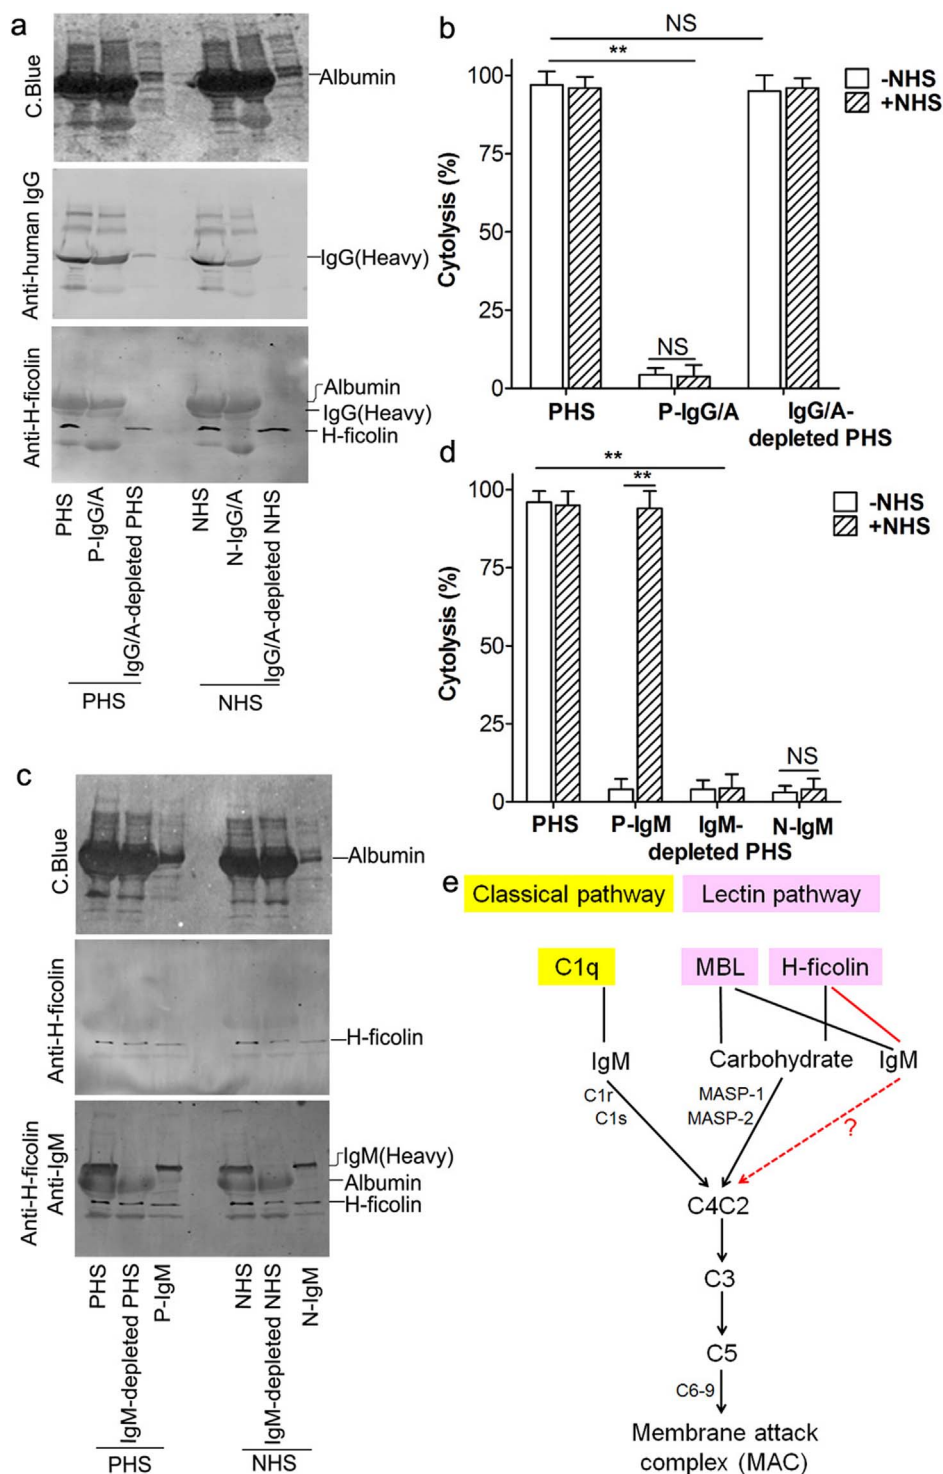 a
C.Blue
Albumin
Anti-human IgG
IgG(Heavy)
Anti-H-ficolin
Albumin
IgG(Heavy)
H-ficolin
PHS
P-IgG/A
IgG/A-depleted PHS
NHS
N-IgG/A
IgG/A-depleted NHS
PHS
NHS
b
NS
**
-NHS
+NHS
Cytolysis (%)
100
75
50
25
0
NS
PHS
P-IgG/A
IgG/A-
depleted PHS
c
C.Blue
Albumin
Anti-H-ficolin
H-ficolin
Anti-H-ficolin
Anti-IgM
IgM(Heavy)
Albumin
H-ficolin
PHS
IgM-depleted PHS
P-IgM
NHS
IgM-depleted NHS
N-IgM
PHS
NHS
d
**
**
-NHS
+NHS
Cytolysis (%)
100
75
50
25
0
NS
PHS
P-IgM
IgM-
depleted PHS
N-IgM
e
Classical pathway
Lectin pathway
C1q
MBL
H-ficolin
IgM
Carbohydrate
IgM
C1r
C1s
MASP-1
MASP-2
?
C4C2
C3
C5
C6-9
Membrane attack
complex (MAC)